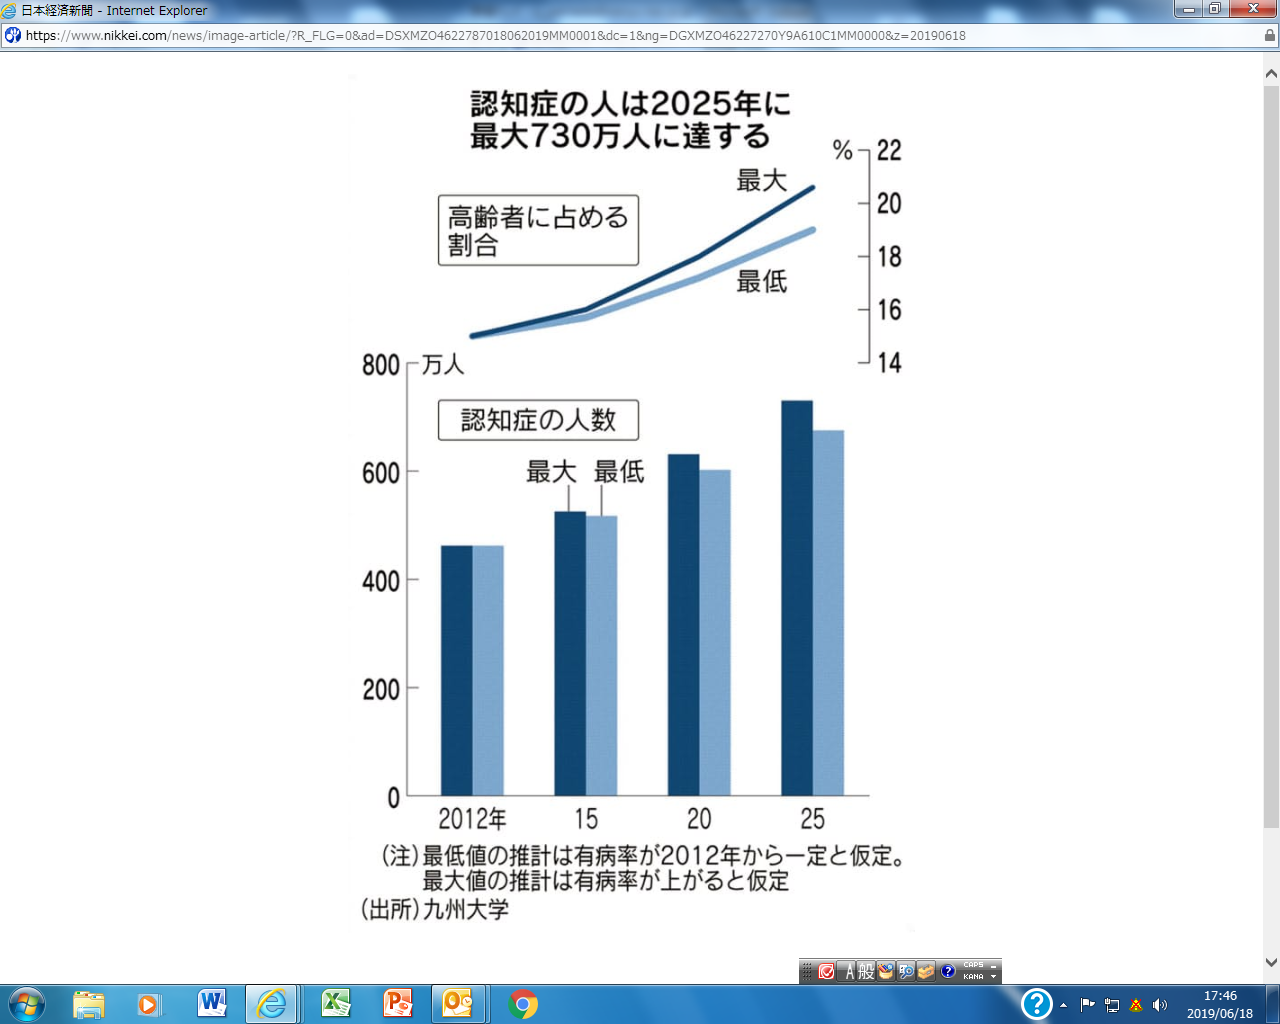 日本経済新聞 - Internet Explorer
https://www.nikkei.com/news/image-article/?R_FLG=0&ad=DSXMZO4622787018062019MM0001&dc=1&ng=DGXMZO46227270Y9A610C1MM0000&z=20190618
認知症の人は2025年に
最大730万人に達する
% 22
最大
20
高齢者に占める
割合
18
最低
16
14
800 万人
認知症の人数
600
最大 最低
400
200
0
2012年 15 20 25
(注)最低値の推計は有病率が2012年から一定と仮定。
最大値の推計は有病率が上がると仮定
(出所)九州大学
A 般 CAPS
KANA
17:46
2019/06/18